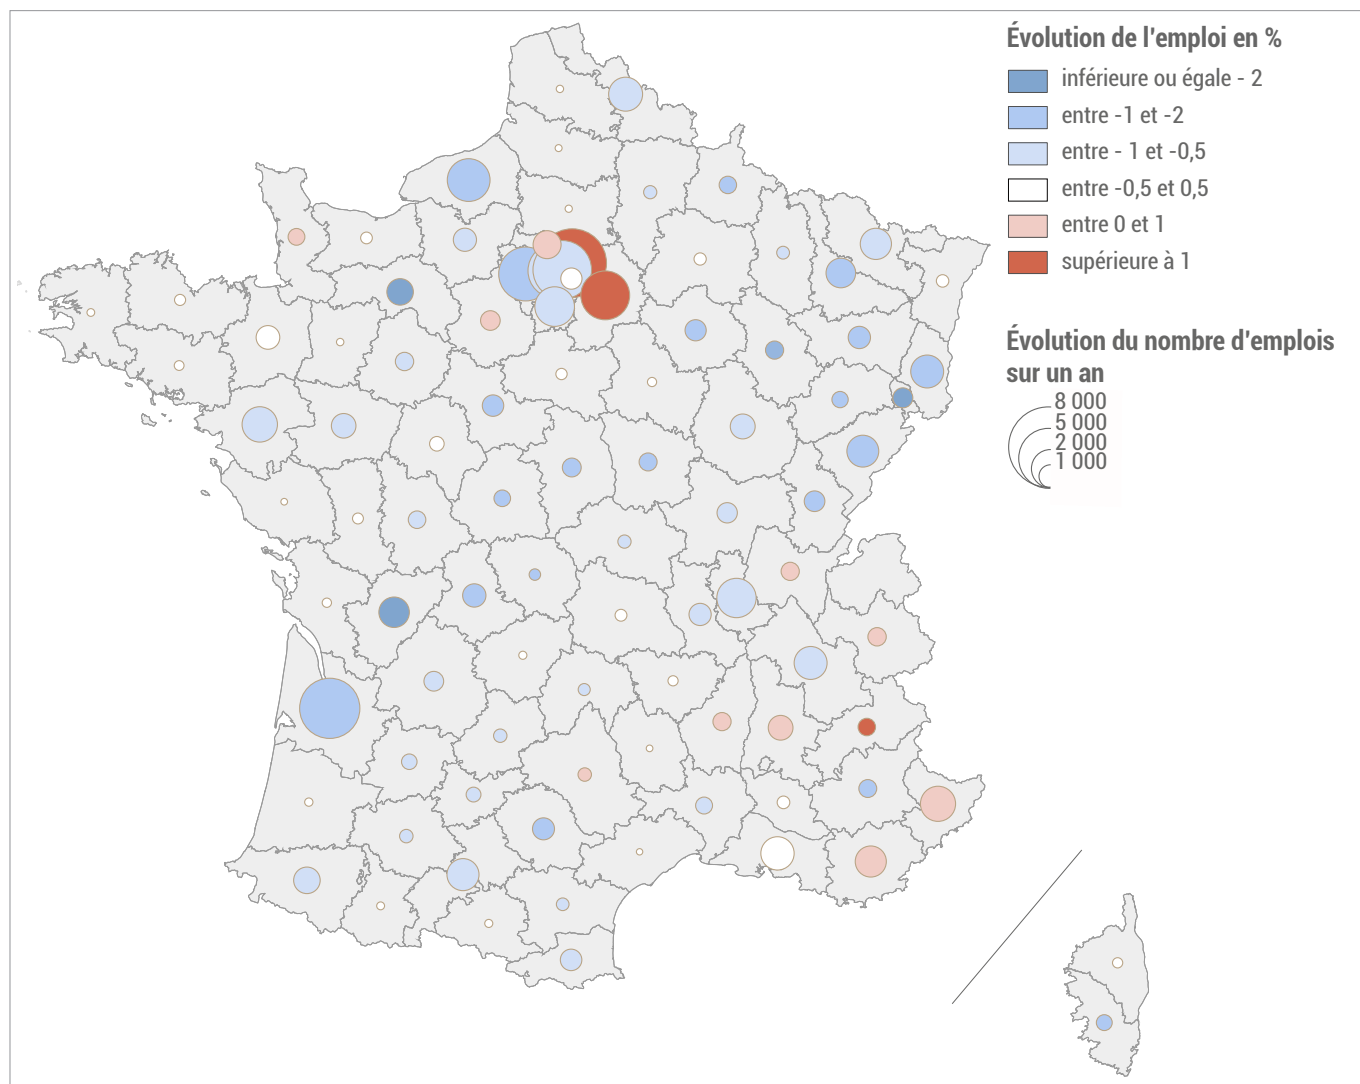 Évolution de l'emploi en %
inférieure ou égale - 2
entre -1 et -2
entre - 1 et -0,5
entre -0,5 et 0,5
entre 0 et 1
supérieure à 1
Évolution du nombre d'emplois
sur un an
8 000
5 000
2 000
1 000